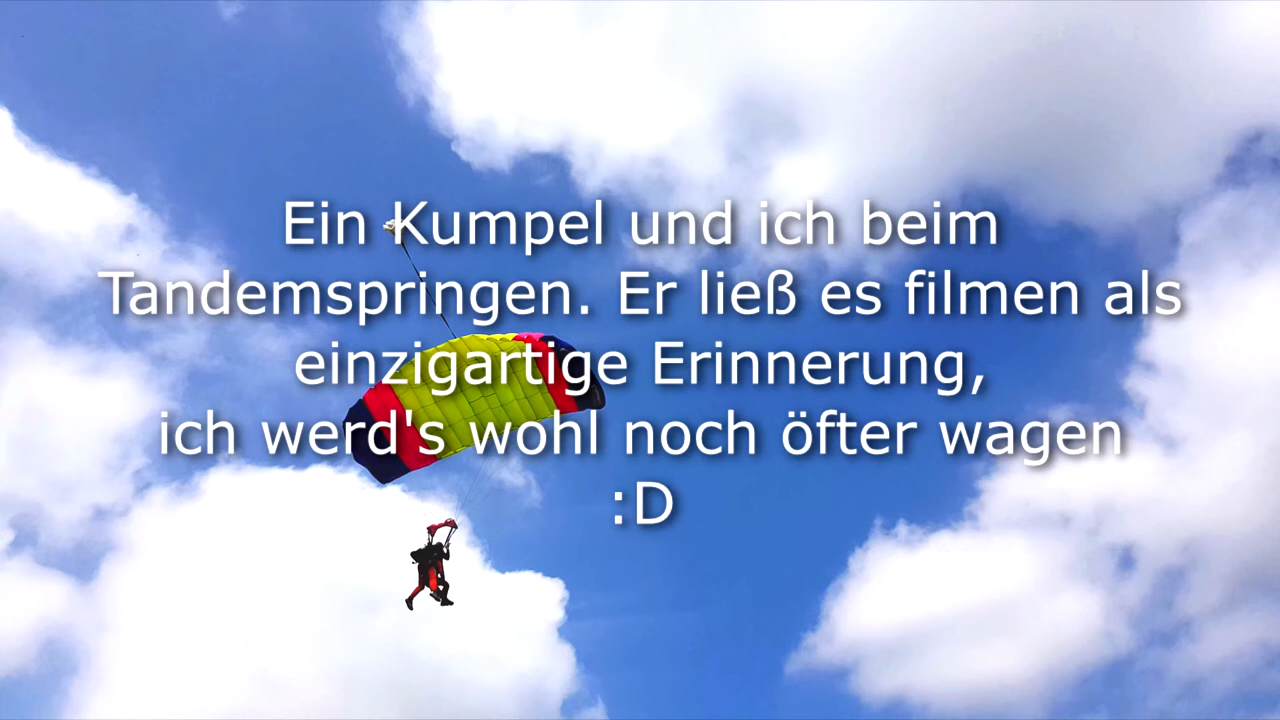 Ein Kumpel und ich beim
Tandemspringen. Er ließ es filmen als
einzigartige Erinnerung,
ich werd's wohl noch öfter wagen
:D